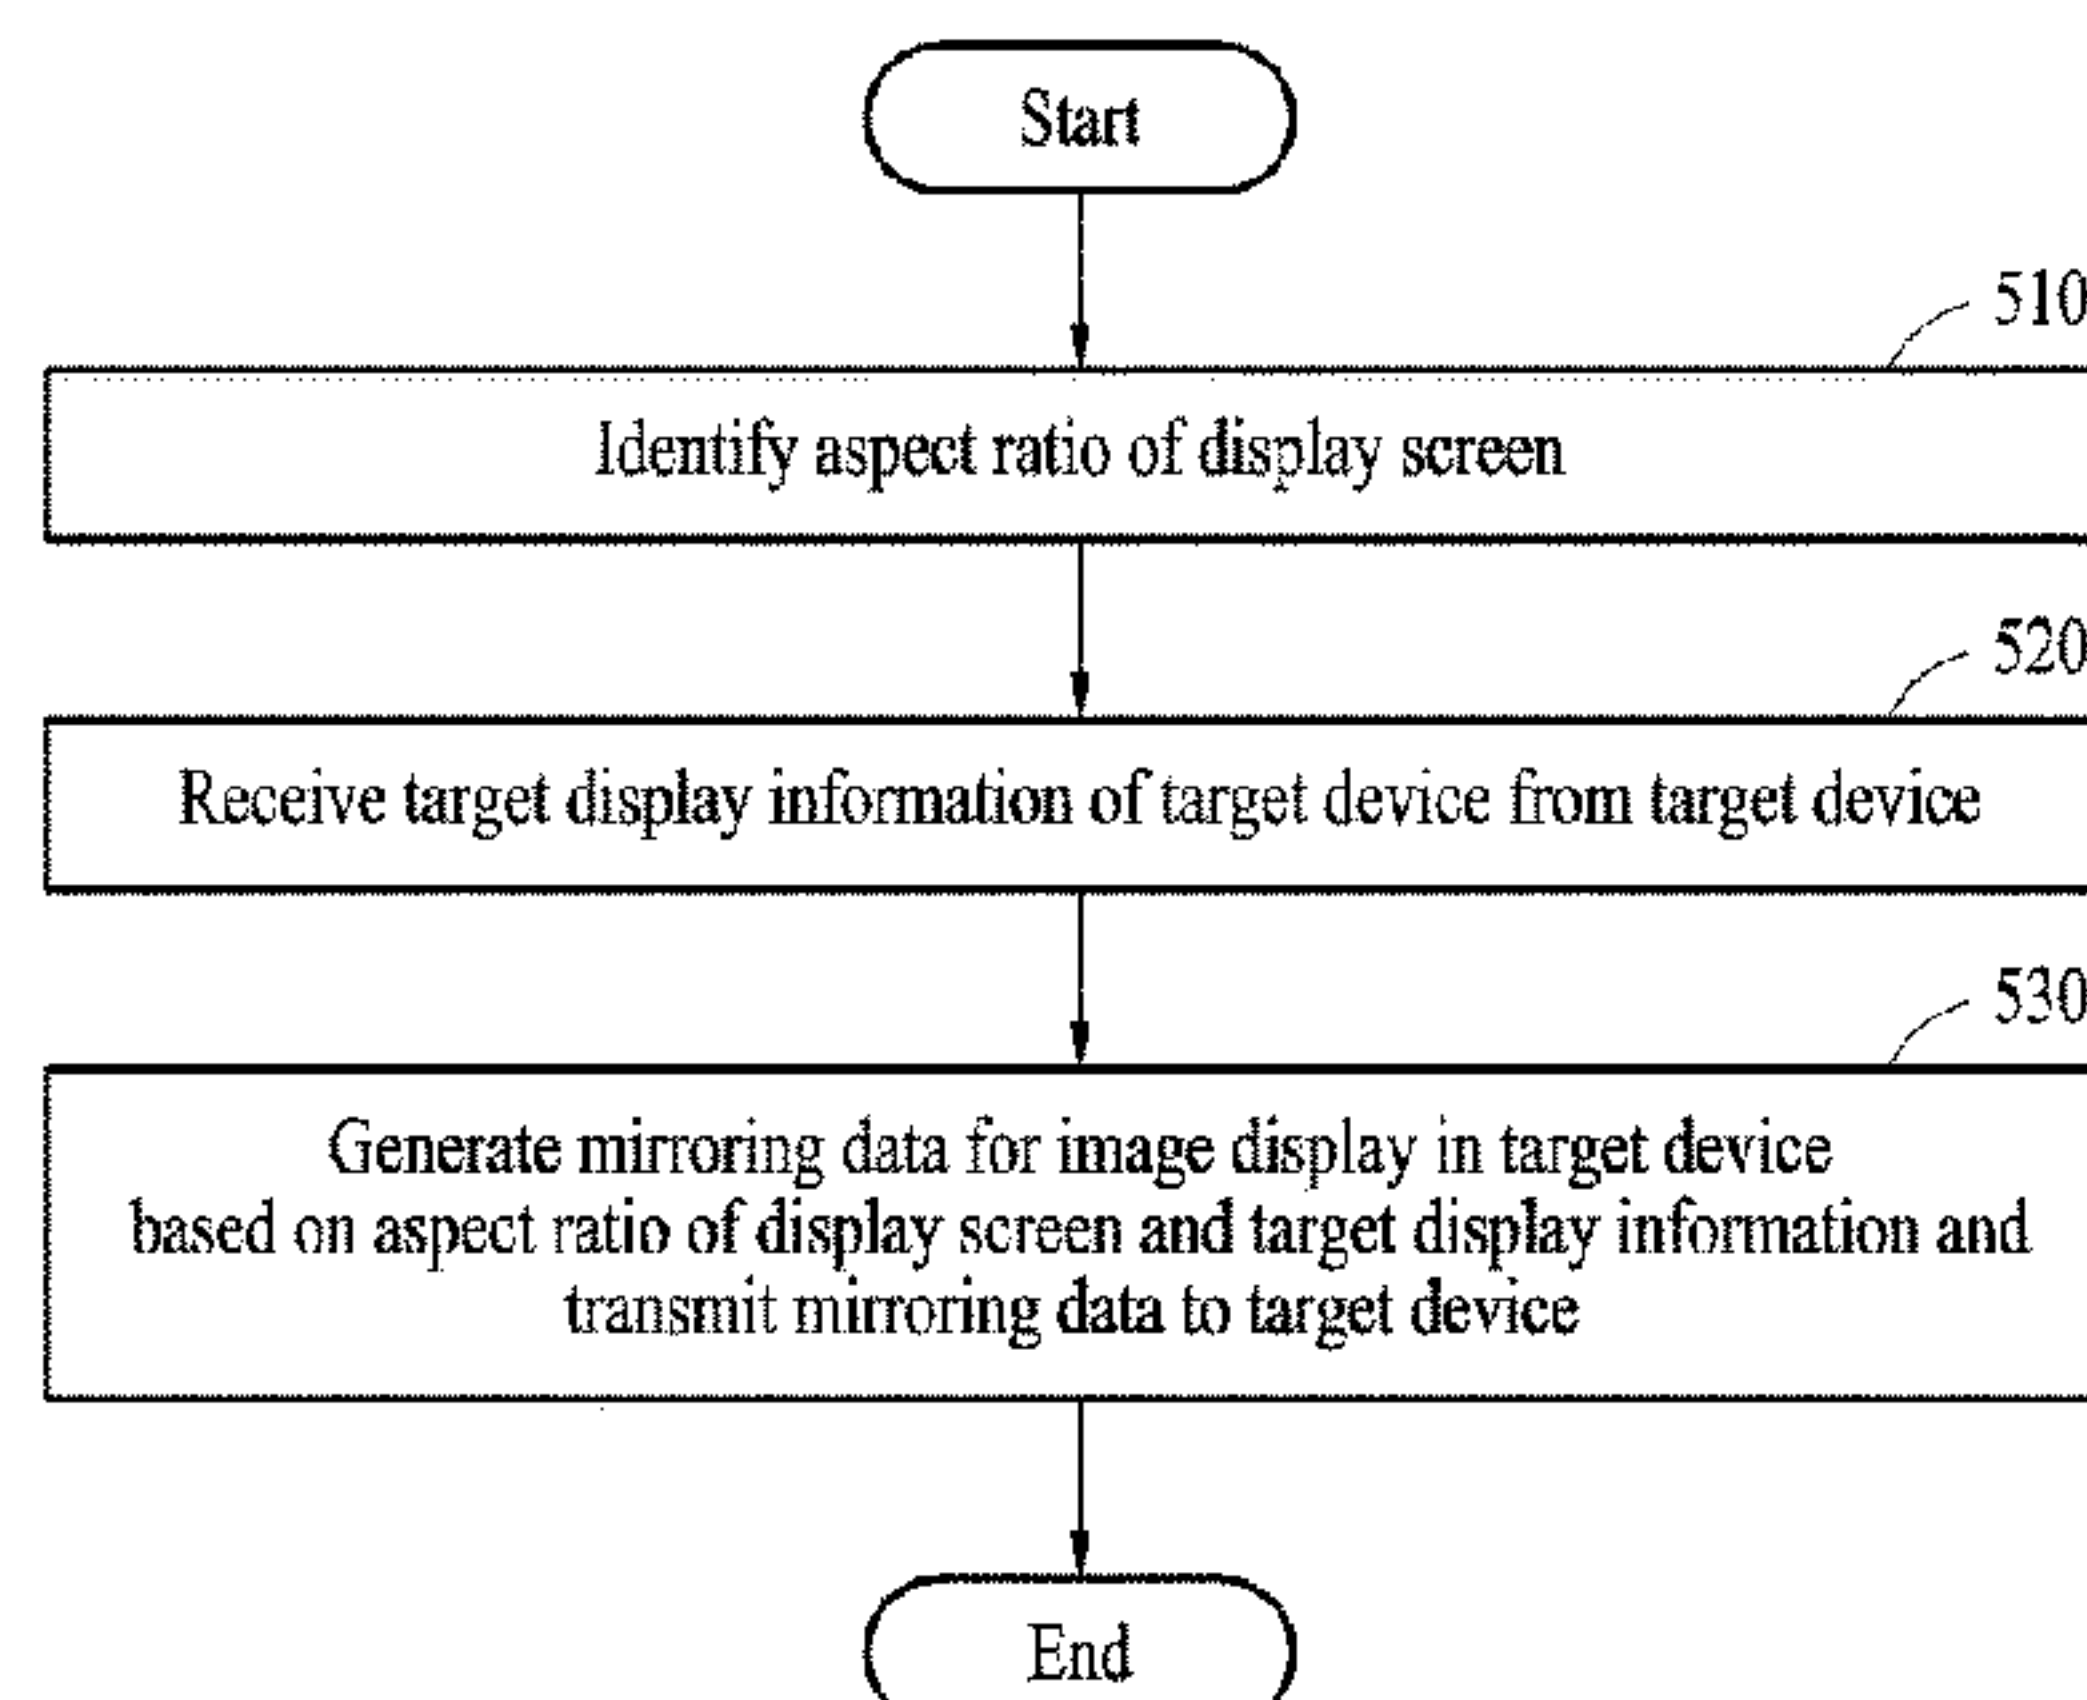 Start
510
Identify aspect ratio of display screen
520
Receive target display information of target device from target device
530
Generate mirroring data for image display in target device
based on aspect ratio of display screen and target display information and
transmit mirroring data to target device
End